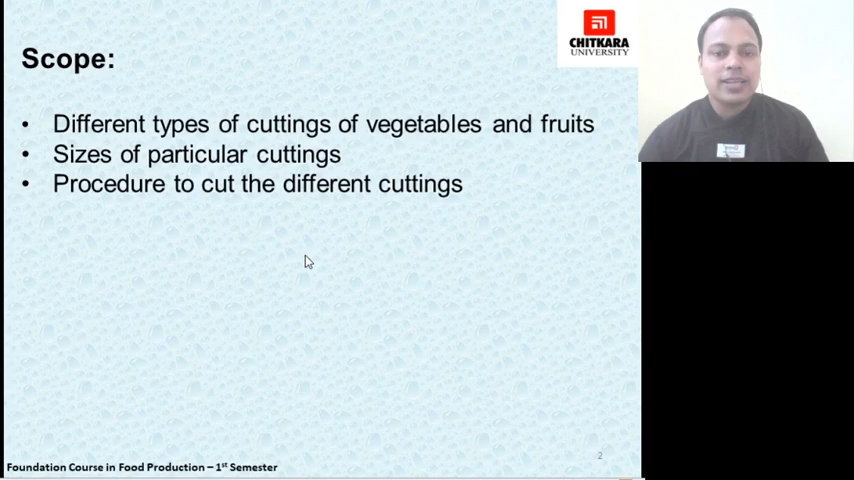 CHITKARA
UNIVERSITY
Scope:
• Different types of cuttings of vegetables and fruits
• Sizes of particular cuttings
• Procedure to cut the different cuttings
2
Foundation Course in Food Production – 1st Semester